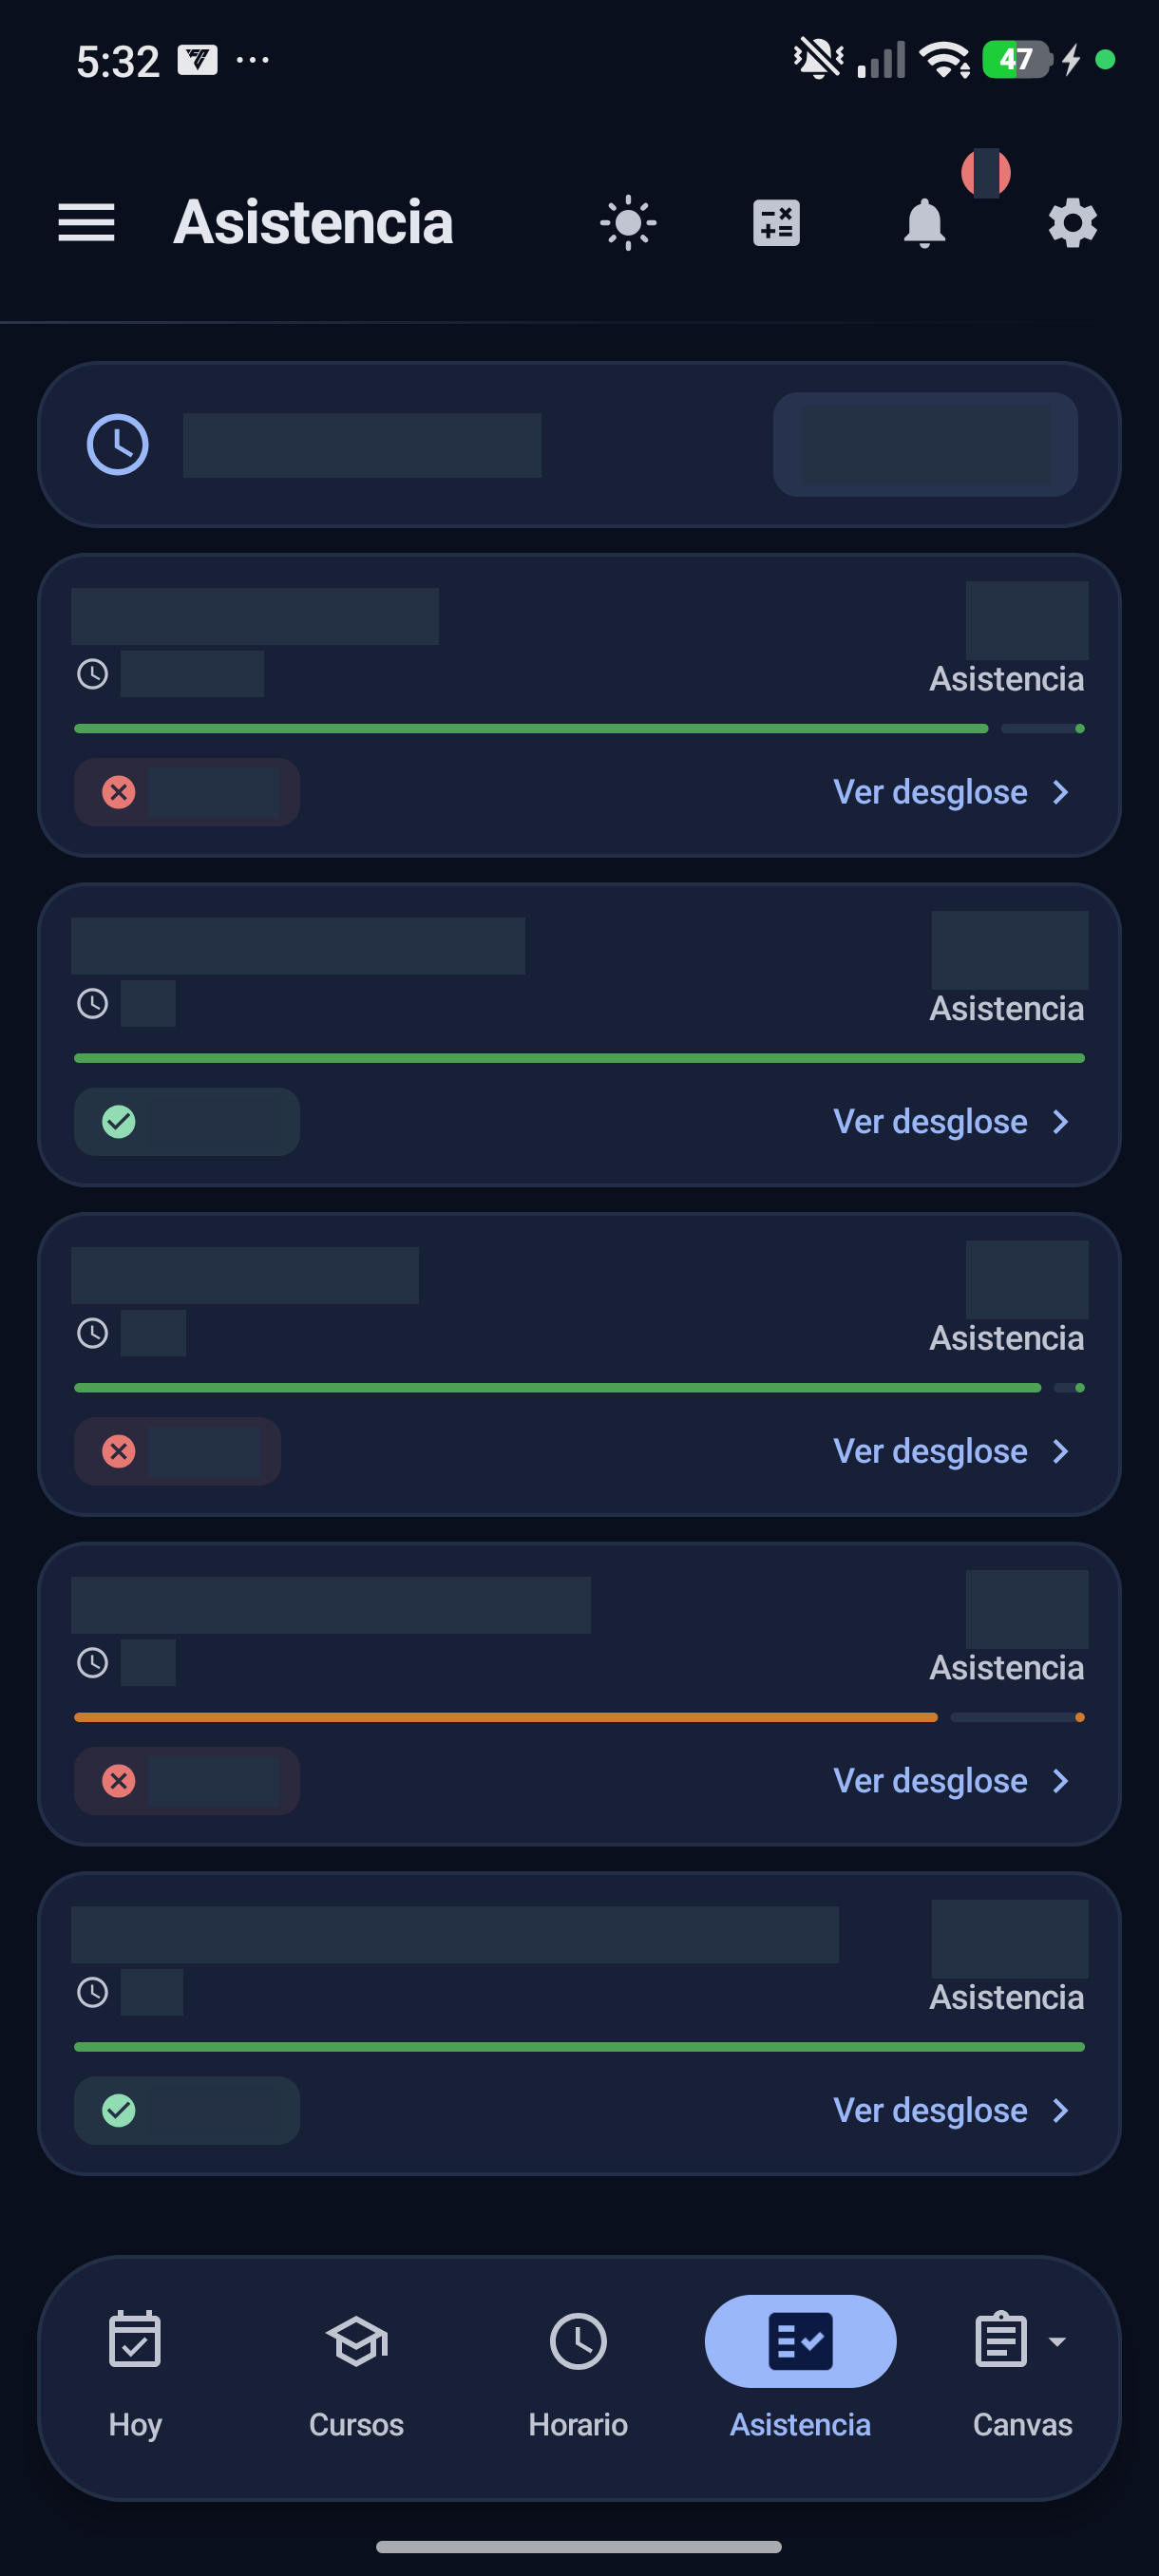 5:32
47
Asistencia
Asistencia
Ver desglose
Asistencia
Ver desglose
Asistencia
Ver desglose
Asistencia
Ver desglose
Asistencia
Ver desglose
Hoy
Cursos
Horario
Asistencia
Canvas